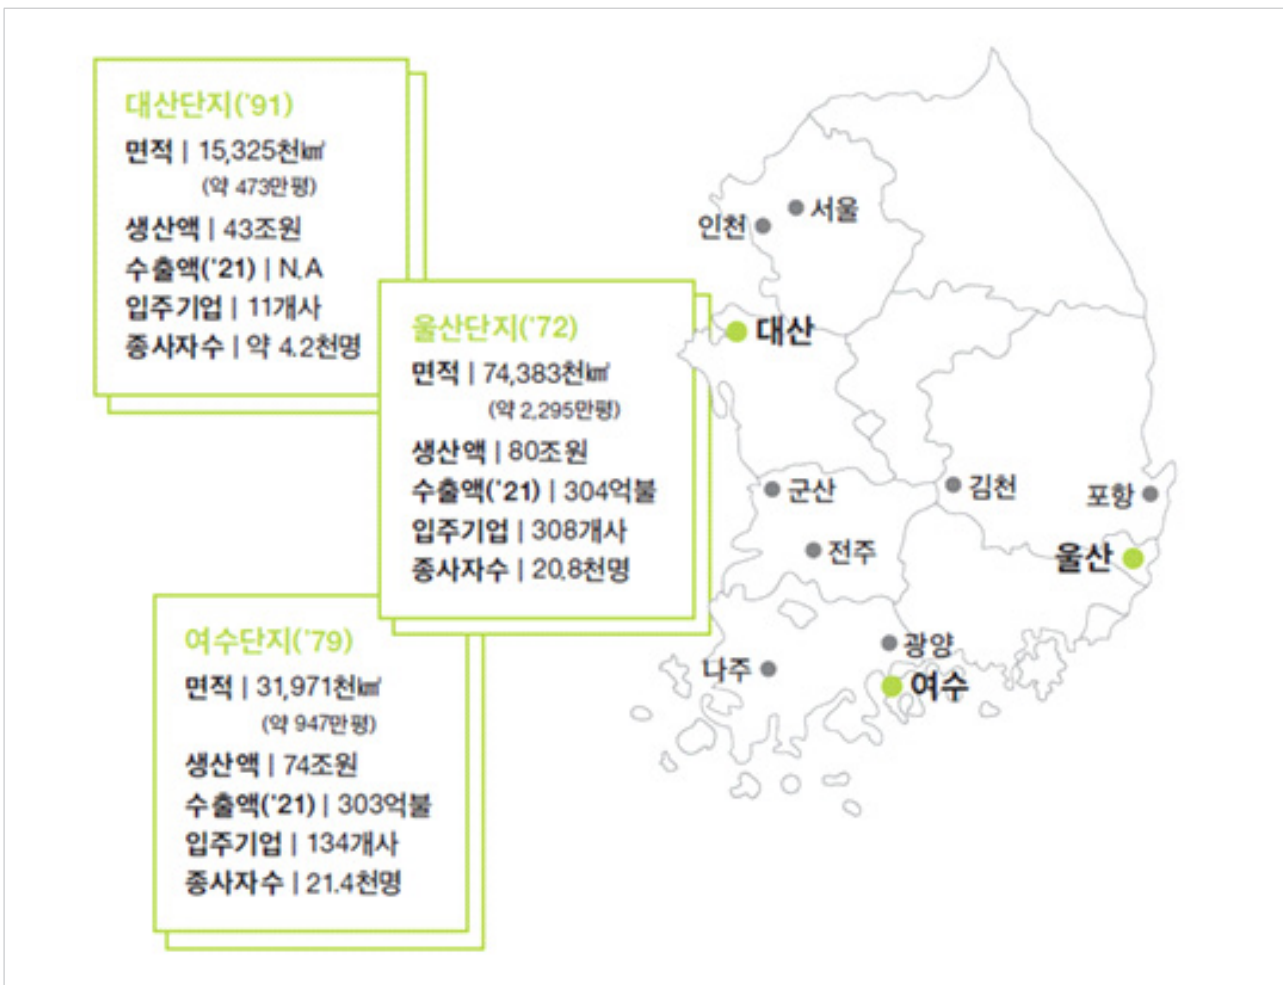 대산단지('91)
면적 | 15,325천㎢
(약 473만평)
생산액 | 43조원
수출액('21) | N.A
입주기업 | 11개사
종사자수 | 약 4.2천명
울산단지('72)
면적 | 74,383천㎢
(약 2,295만평)
생산액 | 80조원
수출액('21) | 304억불
입주기업 | 308개사
종사자수 | 20.8천명
여수단지('79)
면적 | 31,971천㎢
(약 947만평)
생산액 | 74조원
수출액('21) | 303억불
입주기업 | 134개사
종사자수 | 21.4천명
서울
인천
대산
군산
김천
포항
전주
울산
광양
나주
여수